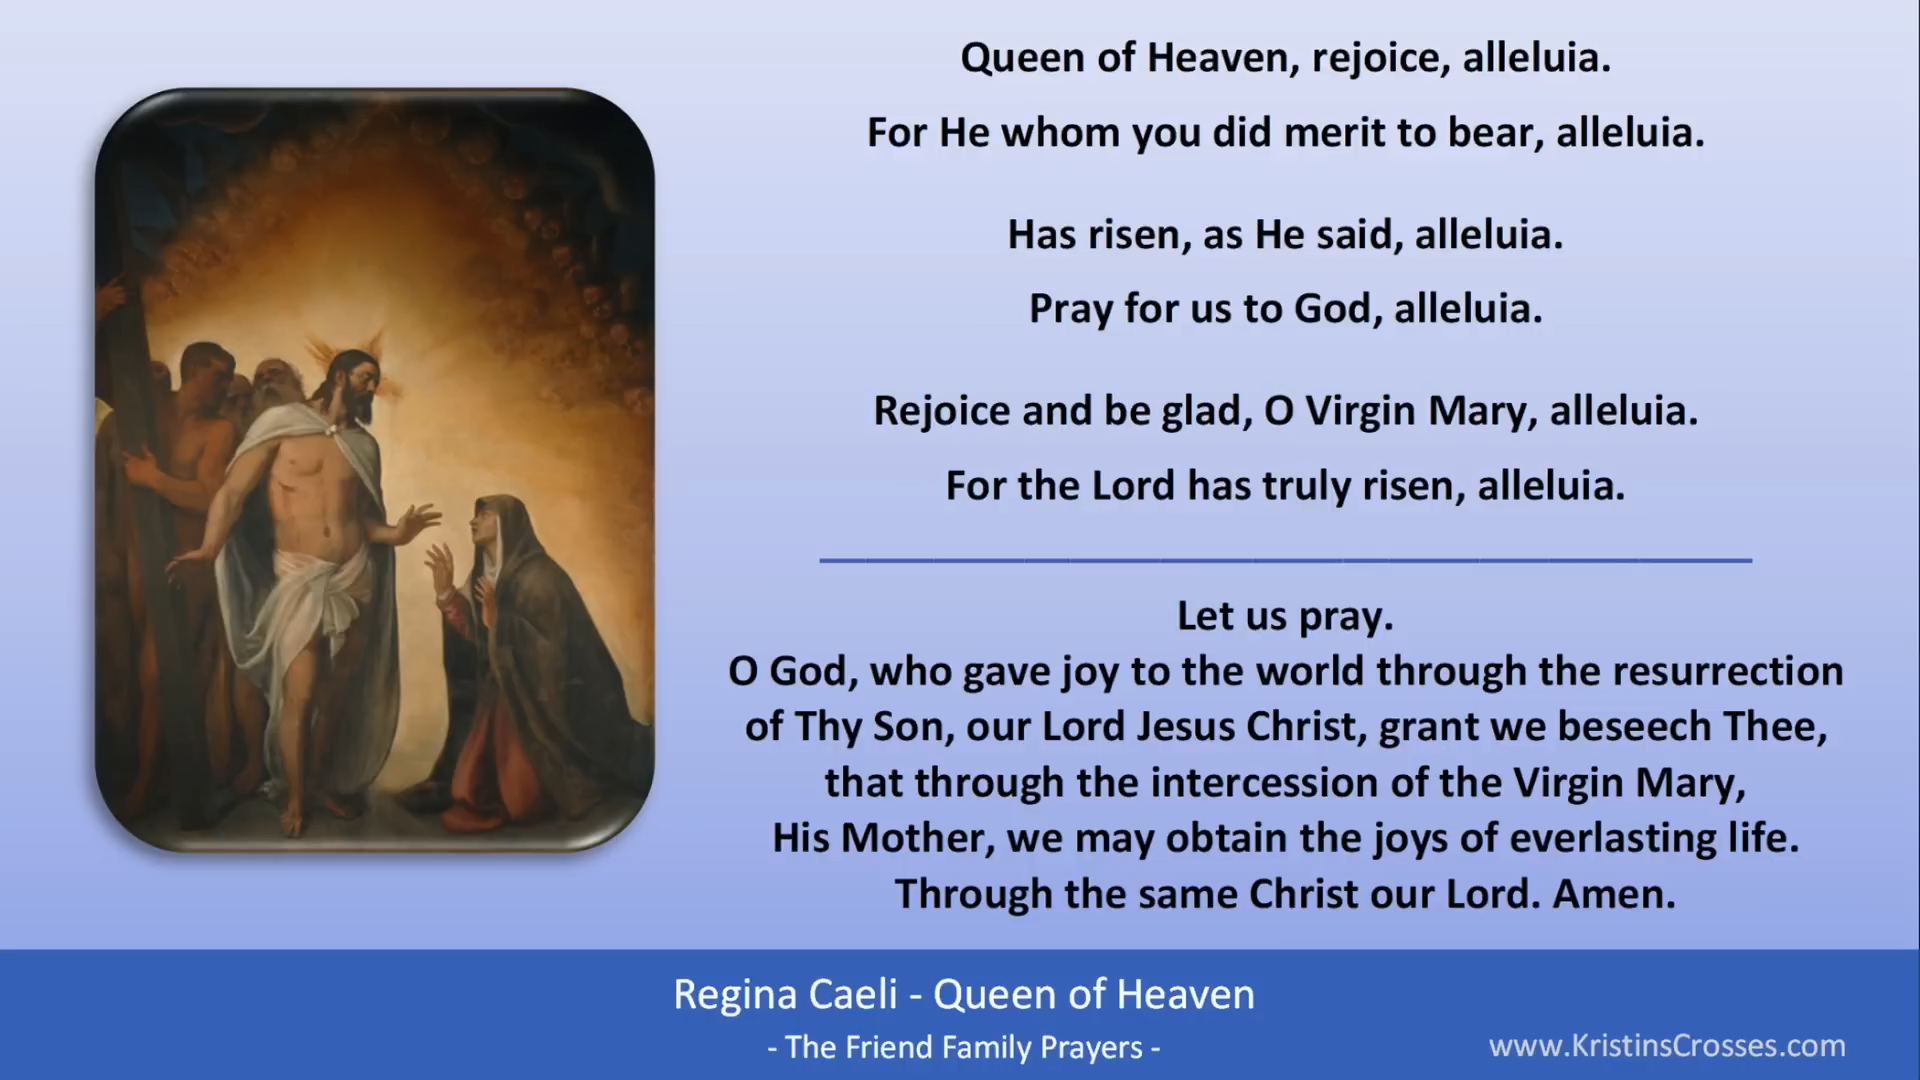 Queen of Heaven, rejoice, alleluia.
For He whom you did merit to bear, alleluia.
Has risen, as He said, alleluia.
Pray for us to God, alleluia.
Rejoice and be glad, O Virgin Mary, alleluia.
For the Lord has truly risen, alleluia.
Let us pray.
O God, who gave joy to the world through the resurrection
of Thy Son, our Lord Jesus Christ, grant we beseech Thee,
that through the intercession of the Virgin Mary,
His Mother, we may obtain the joys of everlasting life.
Through the same Christ our Lord. Amen.
Regina Caeli - Queen of Heaven
- The Friend Family Prayers -
www.KristinsCrosses.com